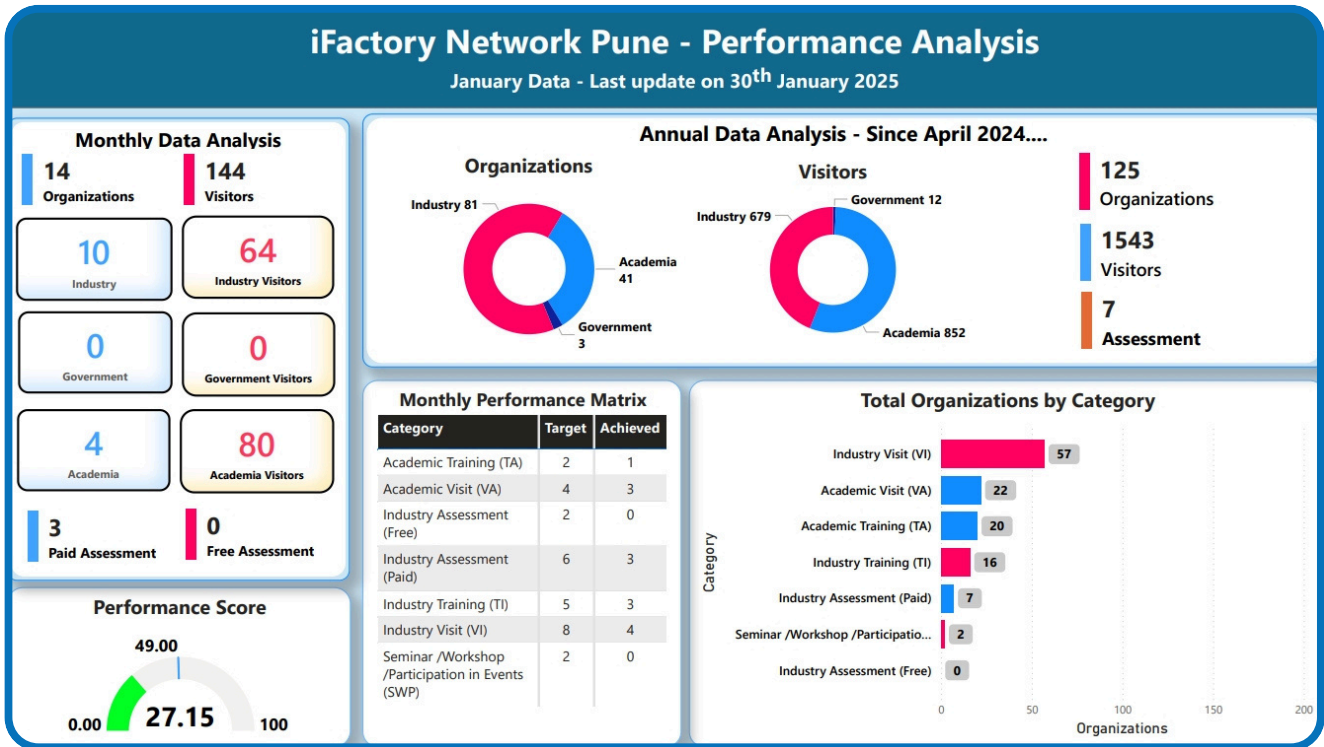 iFactory Network Pune - Performance Analysis
January Data - Last update on 30th January 2025
Monthly Data Analysis
14
Organizations
144
Visitors
10
Industry
64
Industry Visitors
0
Government
0
Government Visitors
4
Academia
80
Academia Visitors
3
Paid Assessment
0
Free Assessment
Performance Score
49.00
0.00
27.15
100
Annual Data Analysis - Since April 2024....
Organizations
Industry 81
Academia
41
Government
3
Visitors
Government 12
Industry 679
Academia 852
125
Organizations
1543
Visitors
7
Assessment
Monthly Performance Matrix
Category Target Achieved
Academic Training (TA) 2 1
Academic Visit (VA) 4 3
Industry Assessment 2 0
(Free)
Industry Assessment 6 3
(Paid)
Industry Training (TI) 5 3
Industry Visit (VI) 8 4
Seminar /Workshop 2 0
/Participation in Events
(SWP)
Total Organizations by Category
Category
Industry Visit (VI) 57
Academic Visit (VA) 22
Academic Training (TA) 20
Industry Training (TI) 16
Industry Assessment (Paid) 7
Seminar /Workshop /Participatio... 2
Industry Assessment (Free) 0
0 50 100 150 200
Organizations